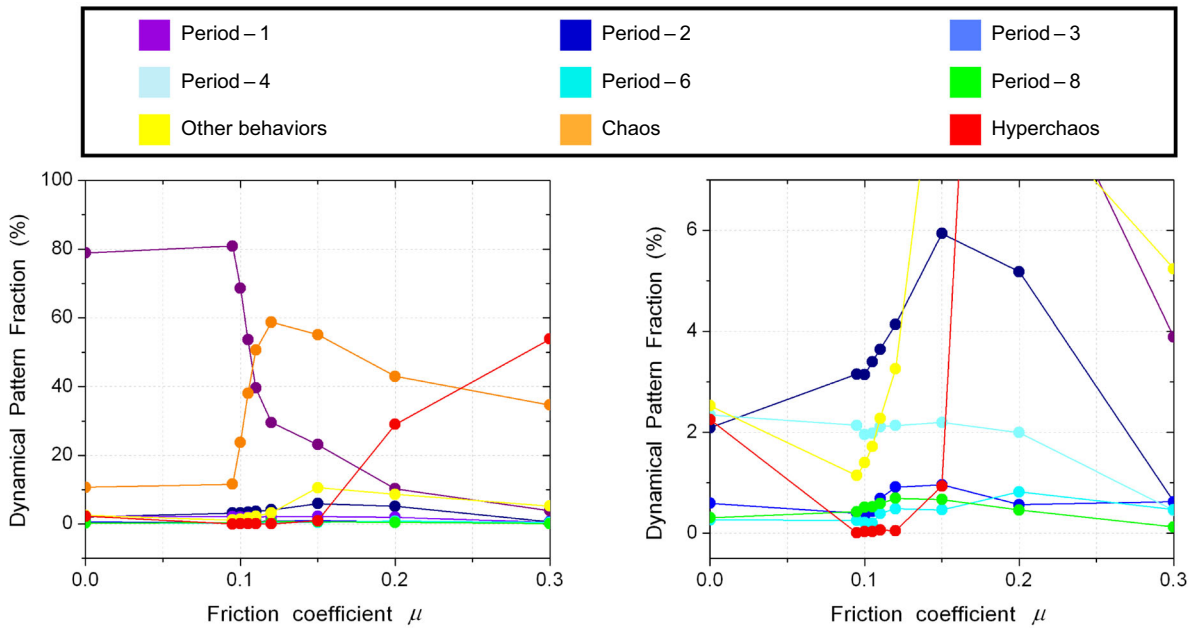 Period – 1 Period – 2 Period – 3
Period – 4 Period – 6 Period – 8
Other behaviors Chaos Hyperchaos
Dynamical Pattern Fraction (%)
100
80
60
40
20
0
0.0 0.1 0.2 0.3
Friction coefficient μ
Dynamical Pattern Fraction (%)
6
4
2
0
0.0 0.1 0.2 0.3
Friction coefficient μ